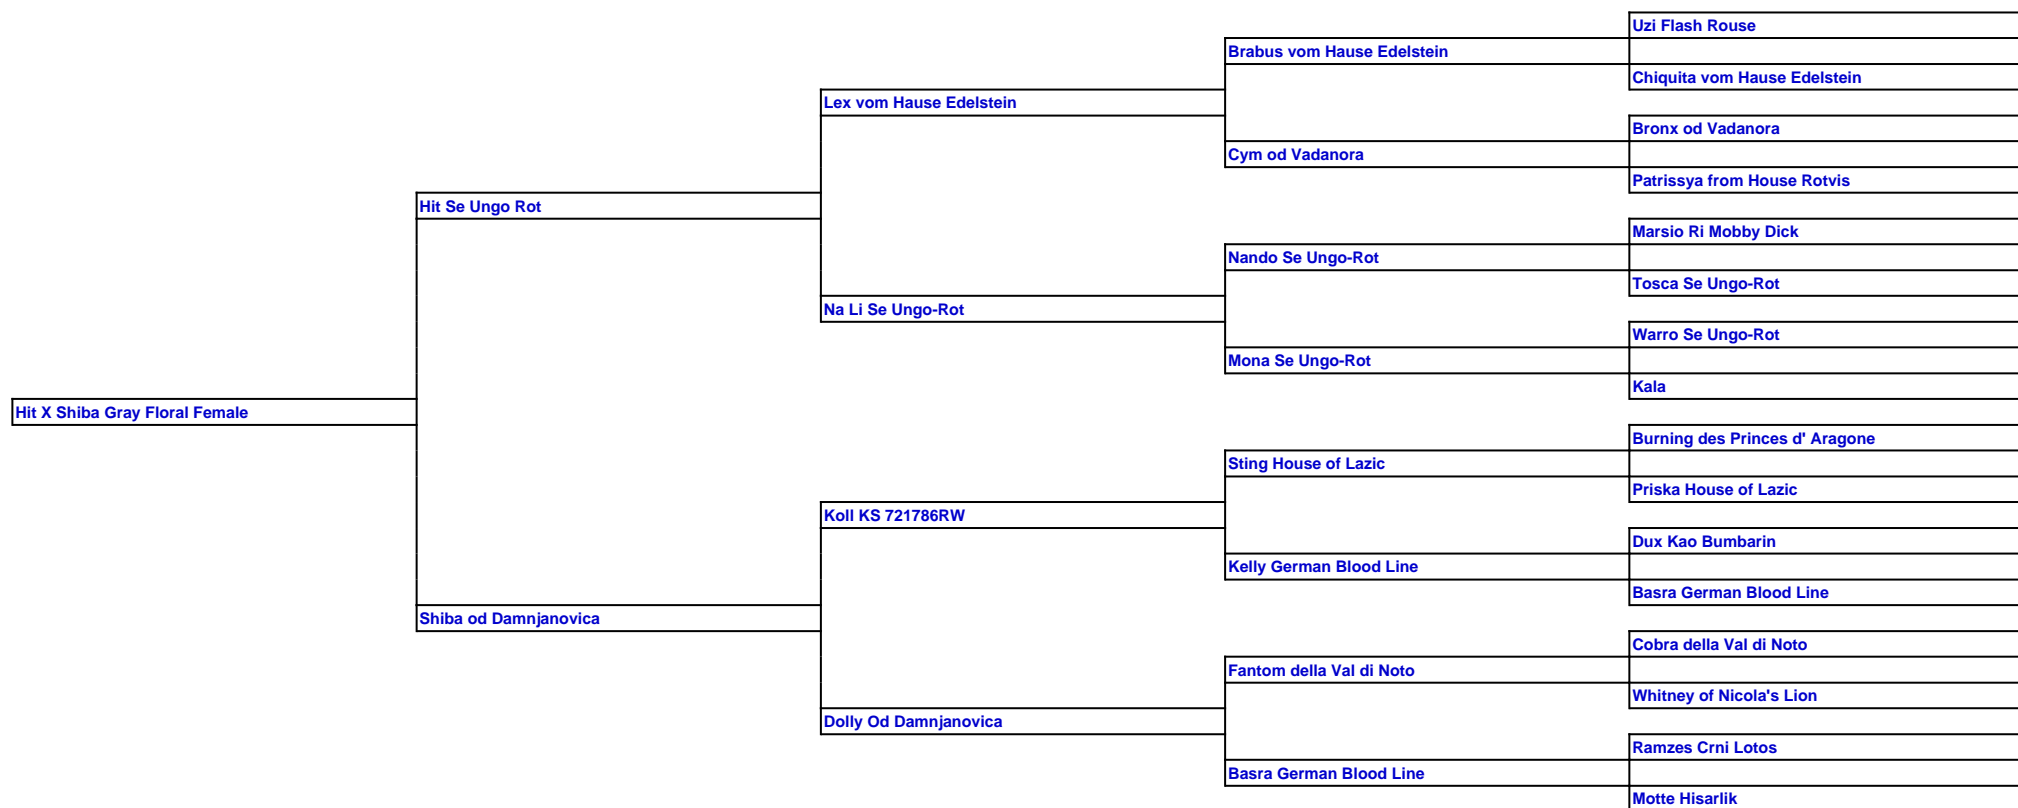 Uzi Flash Rouse
Brabus vom Hause Edelstein
Chiquita vom Hause Edelstein
Lex vom Hause Edelstein
Bronx od Vadanora
Cym od Vadanora
Patrissya from House Rotvis
Hit Se Ungo Rot
Marsio Ri Mobby Dick
Nando Se Ungo-Rot
Tosca Se Ungo-Rot
Na Li Se Ungo-Rot
Warro Se Ungo-Rot
Mona Se Ungo-Rot
Kala
Hit X Shiba Gray Floral Female
Burning des Princes d' Aragone
Sting House of Lazic
Priska House of Lazic
Koll KS 721786RW
Dux Kao Bumbarin
Kelly German Blood Line
Basra German Blood Line
Shiba od Damnjanovica
Cobra della Val di Noto
Fantom della Val di Noto
Whitney of Nicola's Lion
Dolly Od Damnjanovica
Ramzes Crni Lotos
Basra German Blood Line
Motte Hisarlik